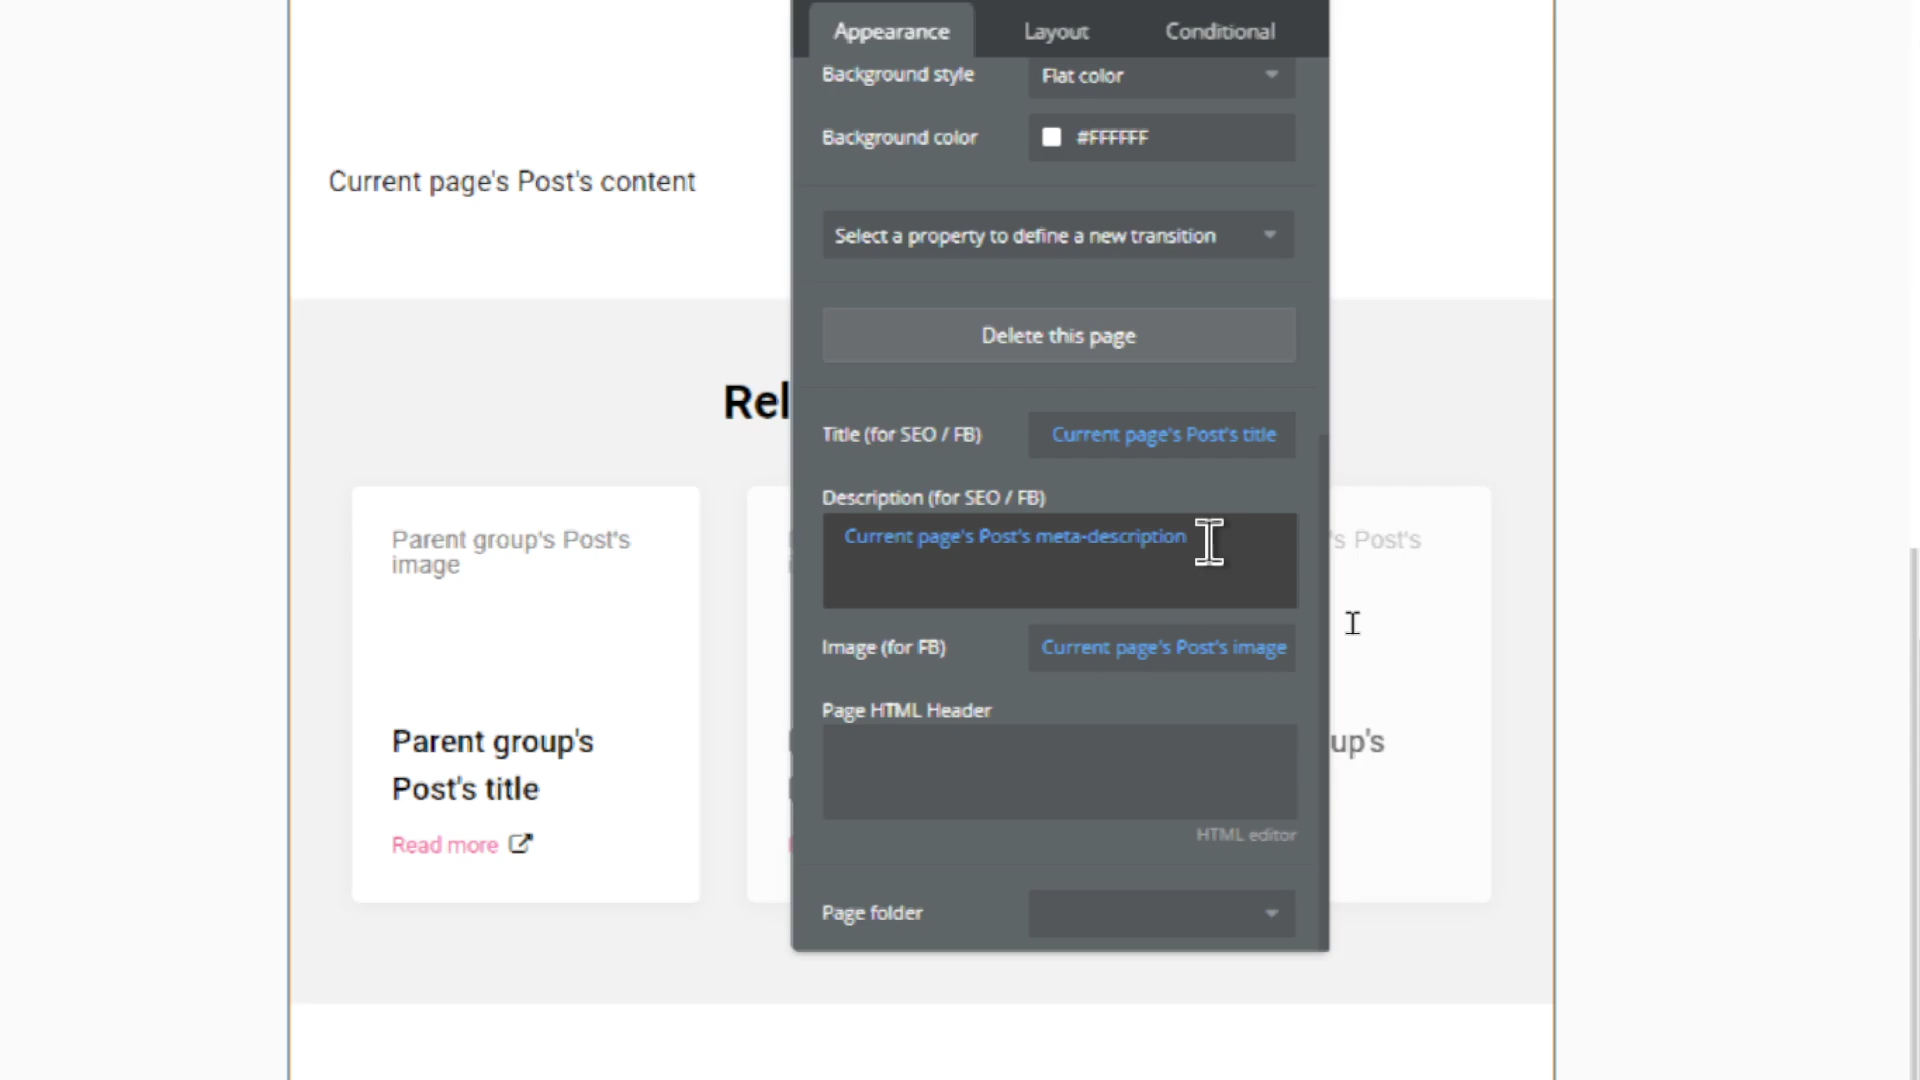 Appearance
Layout
Conditional
Background style
Flat color
Background color
#FFFFFF
Current page's Post's content
Select a property to define a new transition
Delete this page
Rel
Title (for SEO / FB)
Current page's Post's title
Description (for SEO / FB)
Current page's Post's meta-description
Parent group's Post's
image
's Post's
Image (for FB)
Current page's Post's image
Page HTML Header
Parent group's
Post's title
up's
Read more
HTML editor
Page folder